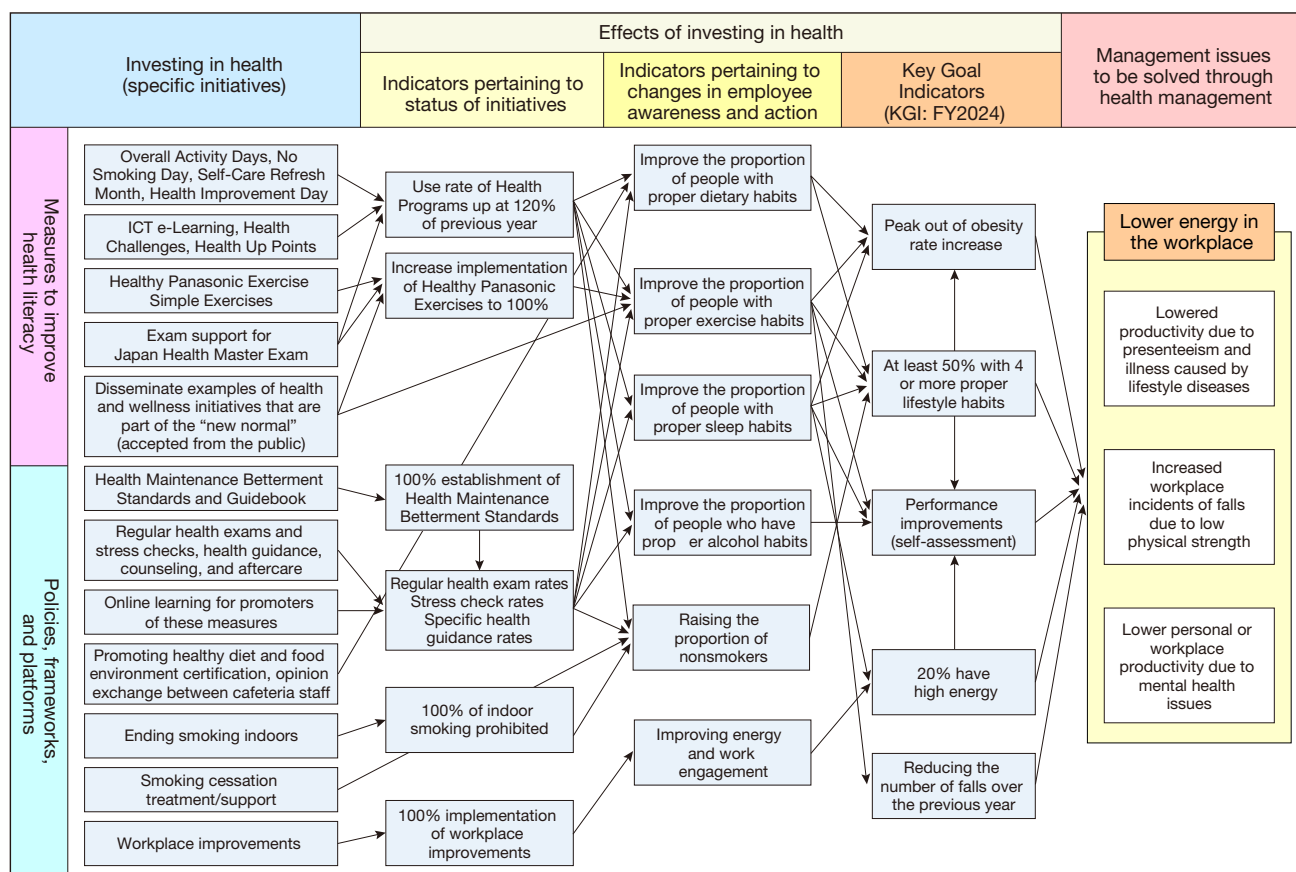 Investing in health
(specific initiatives)
Effects of investing in health
Indicators pertaining to
status of initiatives
Indicators pertaining to
changes in employee
awareness and action
Key Goal
Indicators
(KGI: FY2024)
Management issues
to be solved through
health management
Measures to improve
health literacy
Overall Activity Days, No
Smoking Day, Self-Care Refresh
Month, Health Improvement Day
ICT e-Learning, Health
Challenges, Health Up Points
Healthy Panasonic Exercise
Simple Exercises
Exam support for
Japan Health Master Exam
Disseminate examples of health
and wellness initiatives that are
part of the “new normal”
(accepted from the public)
Policies, frameworks,
and platforms
Health Maintenance Betterment
Standards and Guidebook
Regular health exams and
stress checks, health guidance,
counseling, and aftercare
Online learning for promoters
of these measures
Promoting healthy diet and food
environment certification, opinion
exchange between cafeteria staff
Ending smoking indoors
Smoking cessation
treatment/support
Workplace improvements
Use rate of Health
Programs up at 120%
of previous year
Increase implementation
of Healthy Panasonic
Exercises to 100%
100% establishment of
Health Maintenance
Betterment Standards
Regular health exam rates
Stress check rates
Specific health
guidance rates
100% of indoor
smoking prohibited
100% implementation
of workplace
improvements
Improve the proportion
of people with
proper dietary habits
Improve the proportion
of people with
proper exercise habits
Improve the proportion
of people with
proper sleep habits
Improve the proportion
of people who have
prop er alcohol habits
Raising the
proportion of
nonsmokers
Improving energy
and work
engagement
Peak out of obesity
rate increase
At least 50% with 4
or more proper
lifestyle habits
Performance
improvements
(self-assessment)
20% have
high energy
Reducing the
number of falls over
the previous year
Lower energy in
the workplace
Lowered
productivity due to
presenteeism and
illness caused by
lifestyle diseases
Increased
workplace
incidents of falls
due to low
physical strength
Lower personal or
workplace
productivity due to
mental health
issues